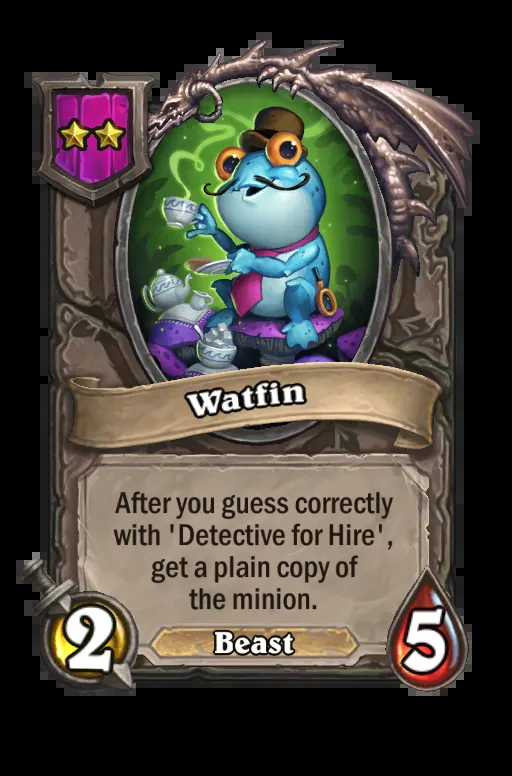 Watfin
After you guess correctly
with 'Detective for Hire',
get a plain copy of
the minion.
2
Beast
5